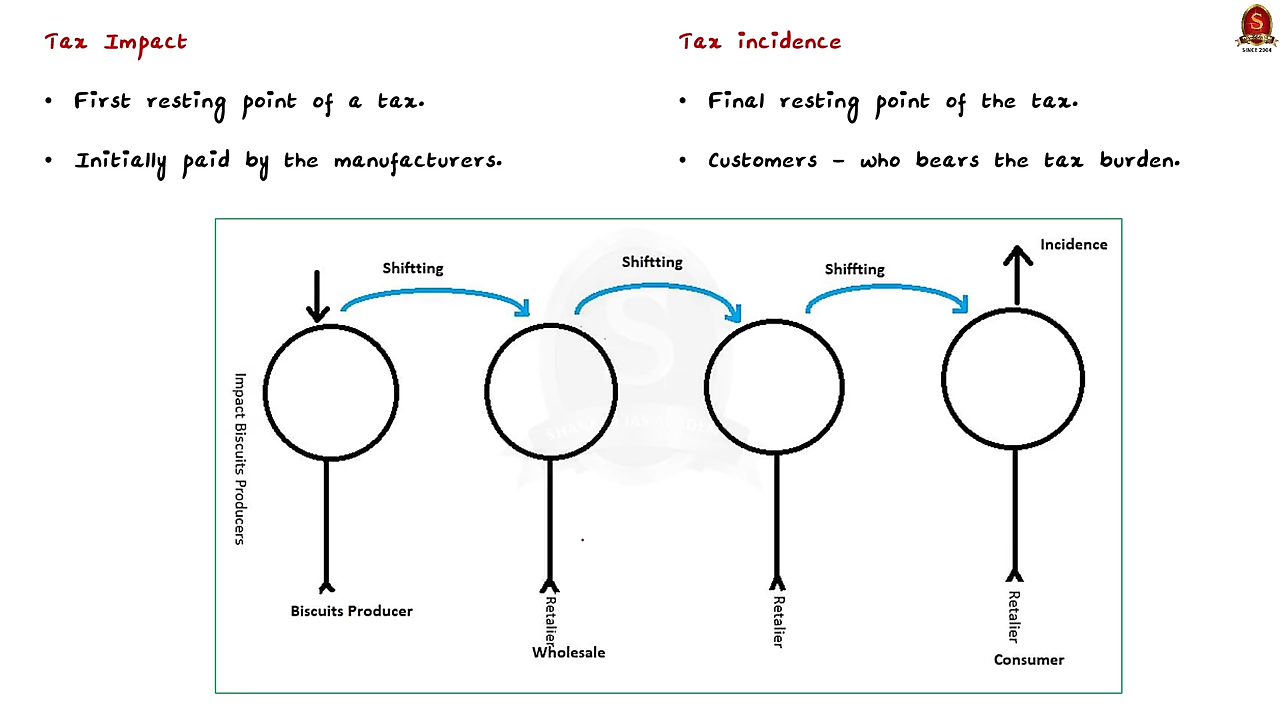 Tax Impact
• First resting point of a tax.
• Initially paid by the manufacturers.
Tax incidence
• Final resting point of the tax.
• Customers – who bears the tax burden.
S
SINCE 2004
Shiftting
Shiftting
Shiffting
Incidence
Impact Biscuits Producers
Biscuits Producer
Retalier
Wholesale
Retalier
Retalier
Consumer